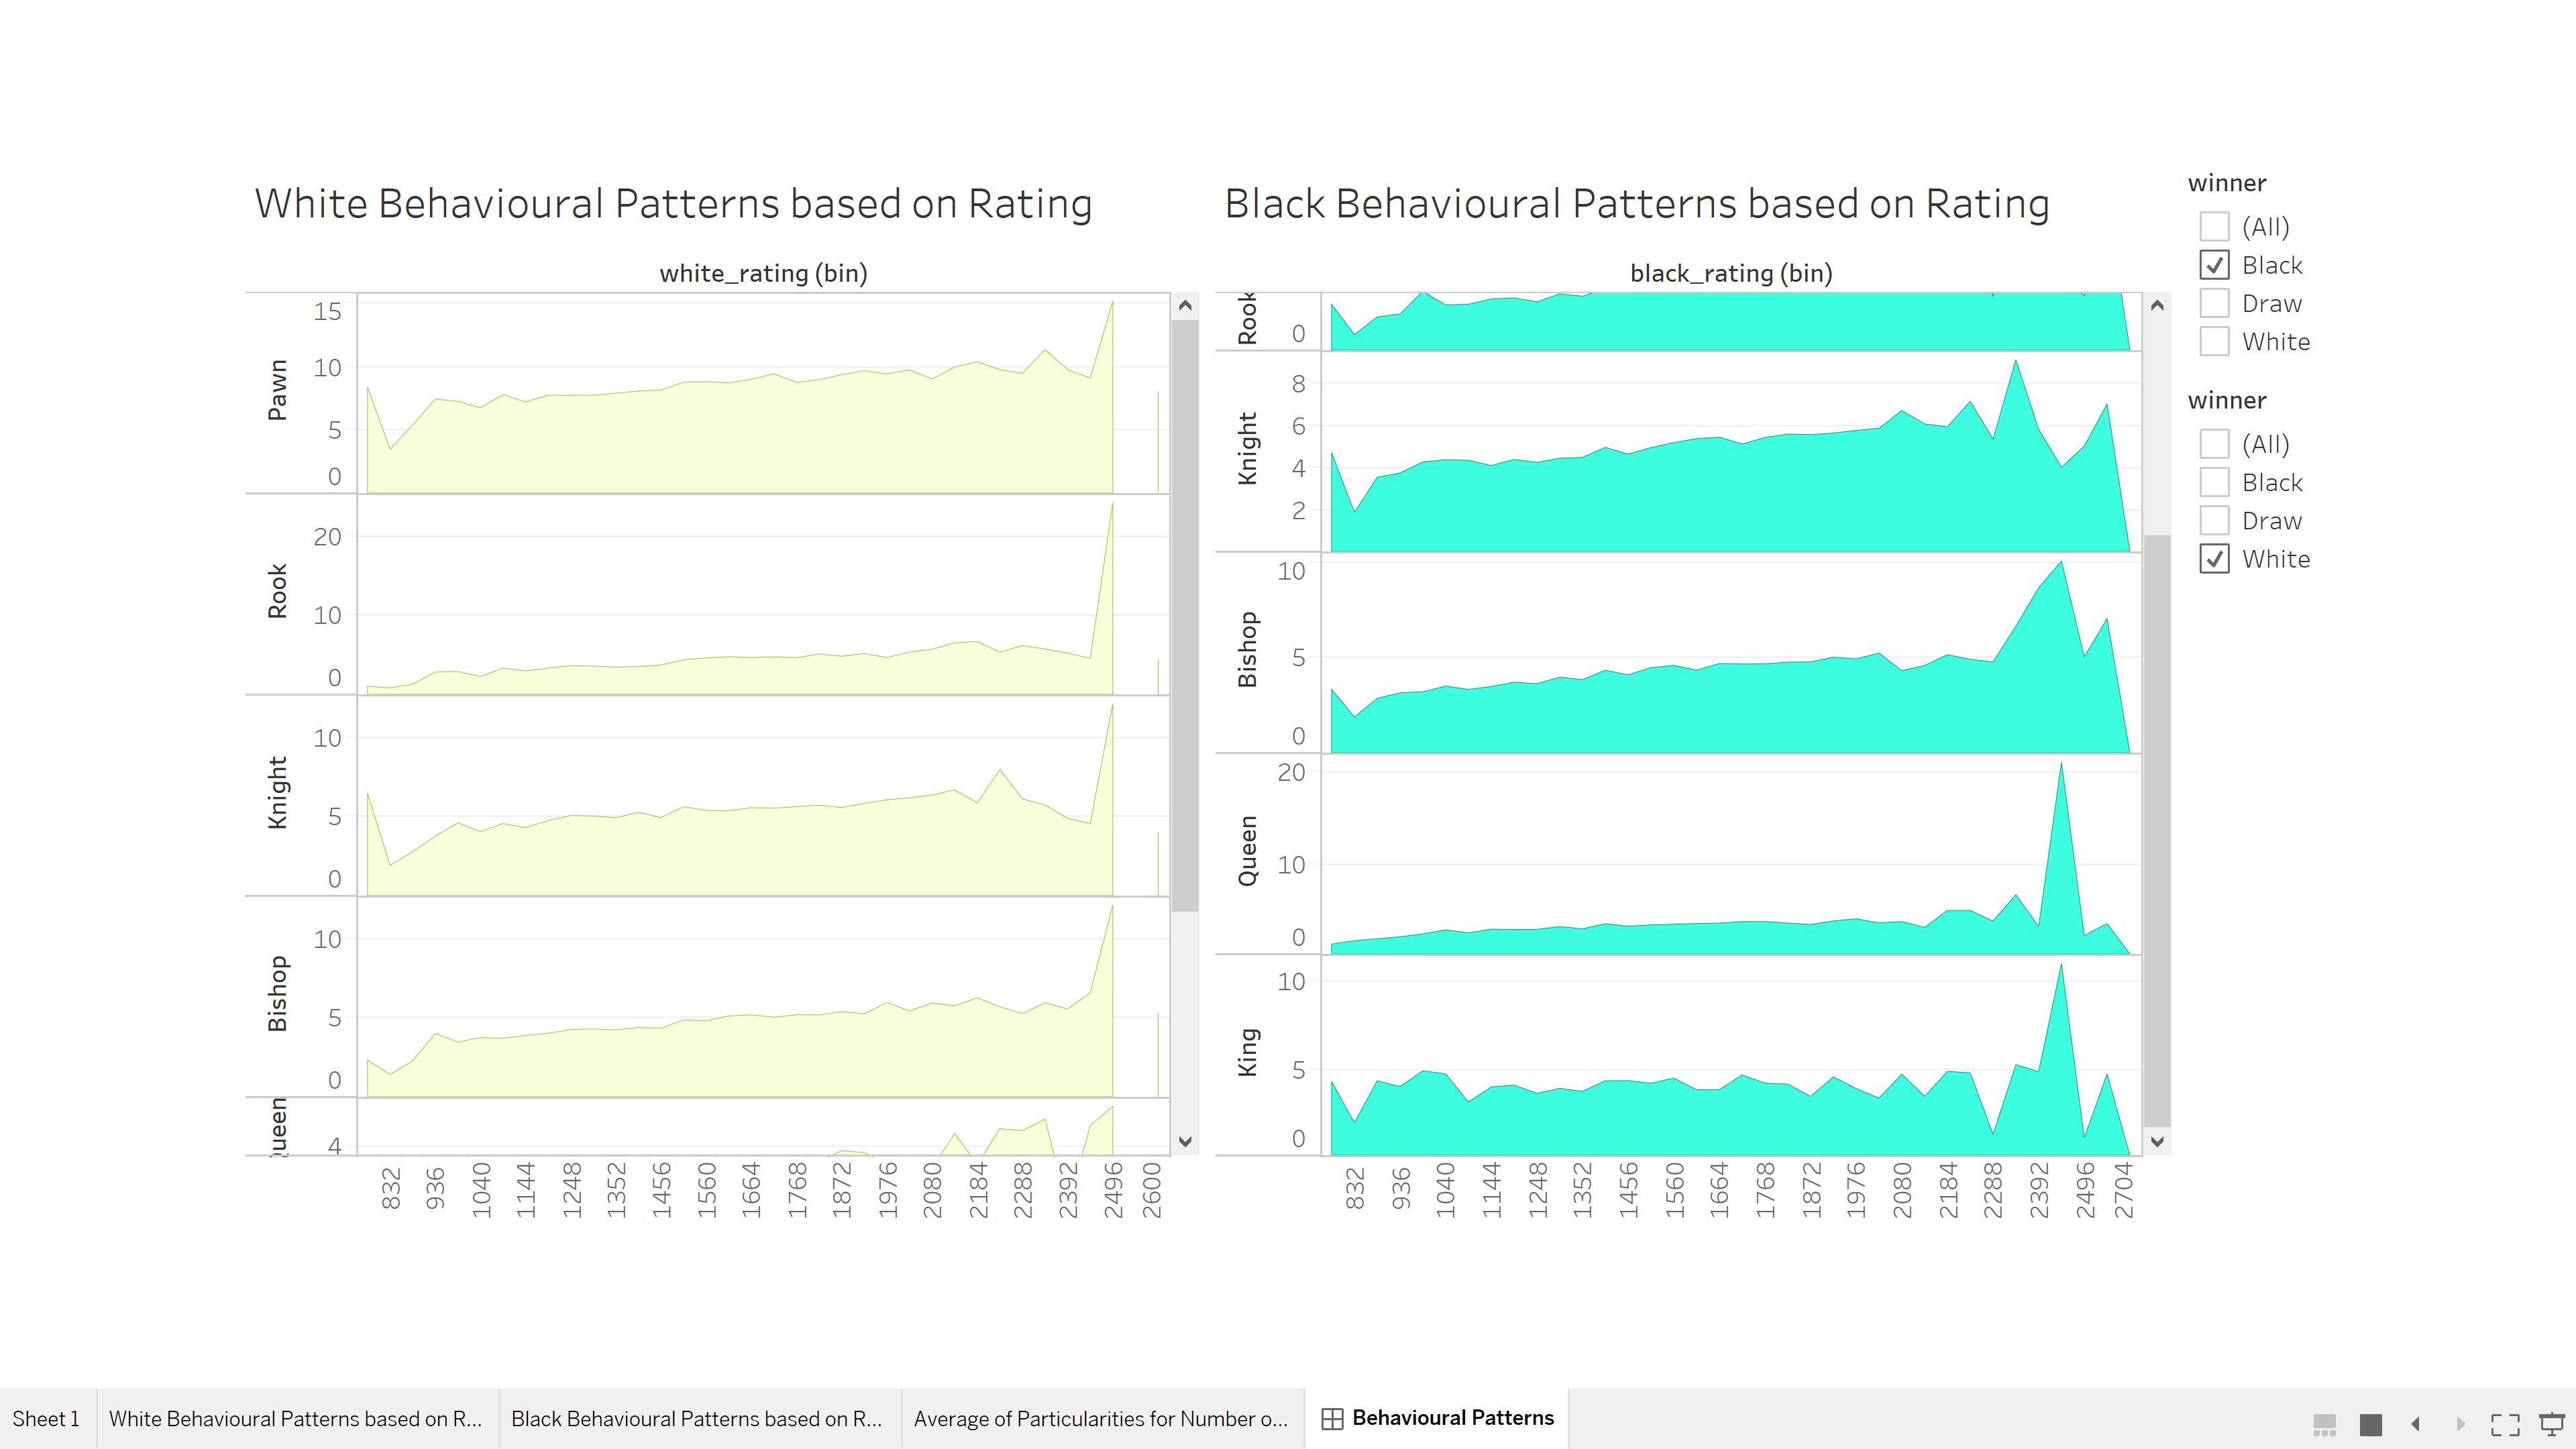 White Behavioural Patterns based on Rating
white_rating (bin)
Pawn
15
10
5
0
Rook
20
10
0
Knight
10
5
0
Bishop
10
5
0
4
832 936 1040 1144 1248 1352 1456 1560 1664 1768 1872 1976 2080 2184 2288 2392 2496 2600
Black Behavioural Patterns based on Rating
black_rating (bin)
Rook
0
Knight
8
6
4
2
Bishop
10
5
0
Queen
20
10
0
King
10
5
0
832 936 1040 1144 1248 1352 1456 1560 1664 1768 1872 1976 2080 2184 2288 2392 2496 2704
winner
(All)
Black
Draw
White
winner
(All)
Black
Draw
White
Sheet 1 White Behavioural Patterns based on R... Black Behavioural Patterns based on R... Average of Particularities for Number o... Behavioural Patterns